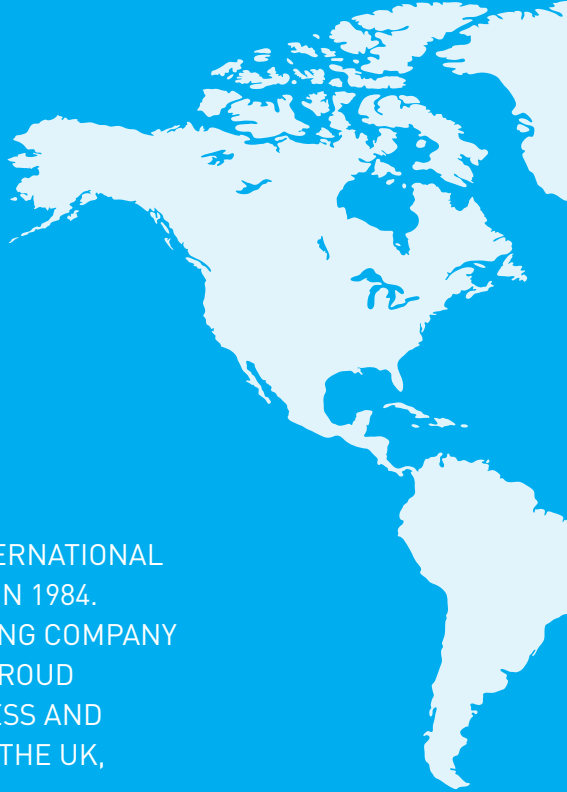 ERNATIONAL
N 1984.
NG COMPANY
ROUD
ESS AND
THE UK,